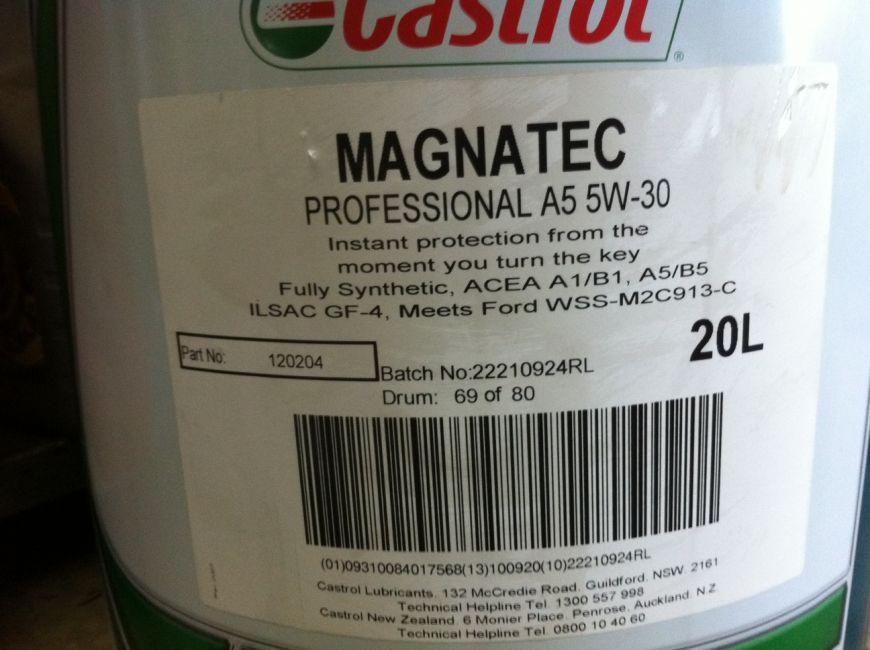 Castrol
®
MAGNATEC
PROFESSIONAL A5 5W-30
Instant protection from the
moment you turn the key
Fully Synthetic, ACEA A1/B1, A5/B5
ILSAC GF-4, Meets Ford WSS-M2C913-C
20L
Part No: 120204
Batch No:22210924RL
Drum: 69 of 80
(01)09310084017568(13)100920(10)22210924RL
Castrol Lubricants. 132 McCredie Road, Guildford, NSW. 2161
Technical Helpline Tel. 1300 557 998
Castrol New Zealand. 6 Monier Place. Penrose. Auckland. N.Z
Technical Helpline Tel. 0800 10 40 60